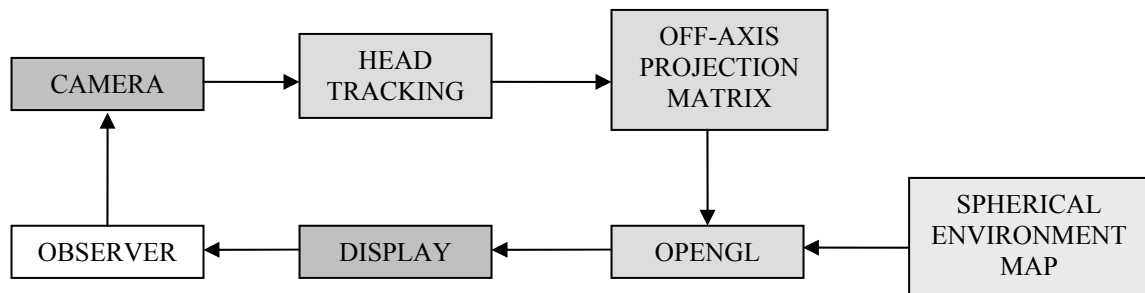 CAMERA
HEAD
TRACKING
OFF-AXIS
PROJECTION
MATRIX
OBSERVER
DISPLAY
OPENGL
SPHERICAL
ENVIRONMENT
MAP